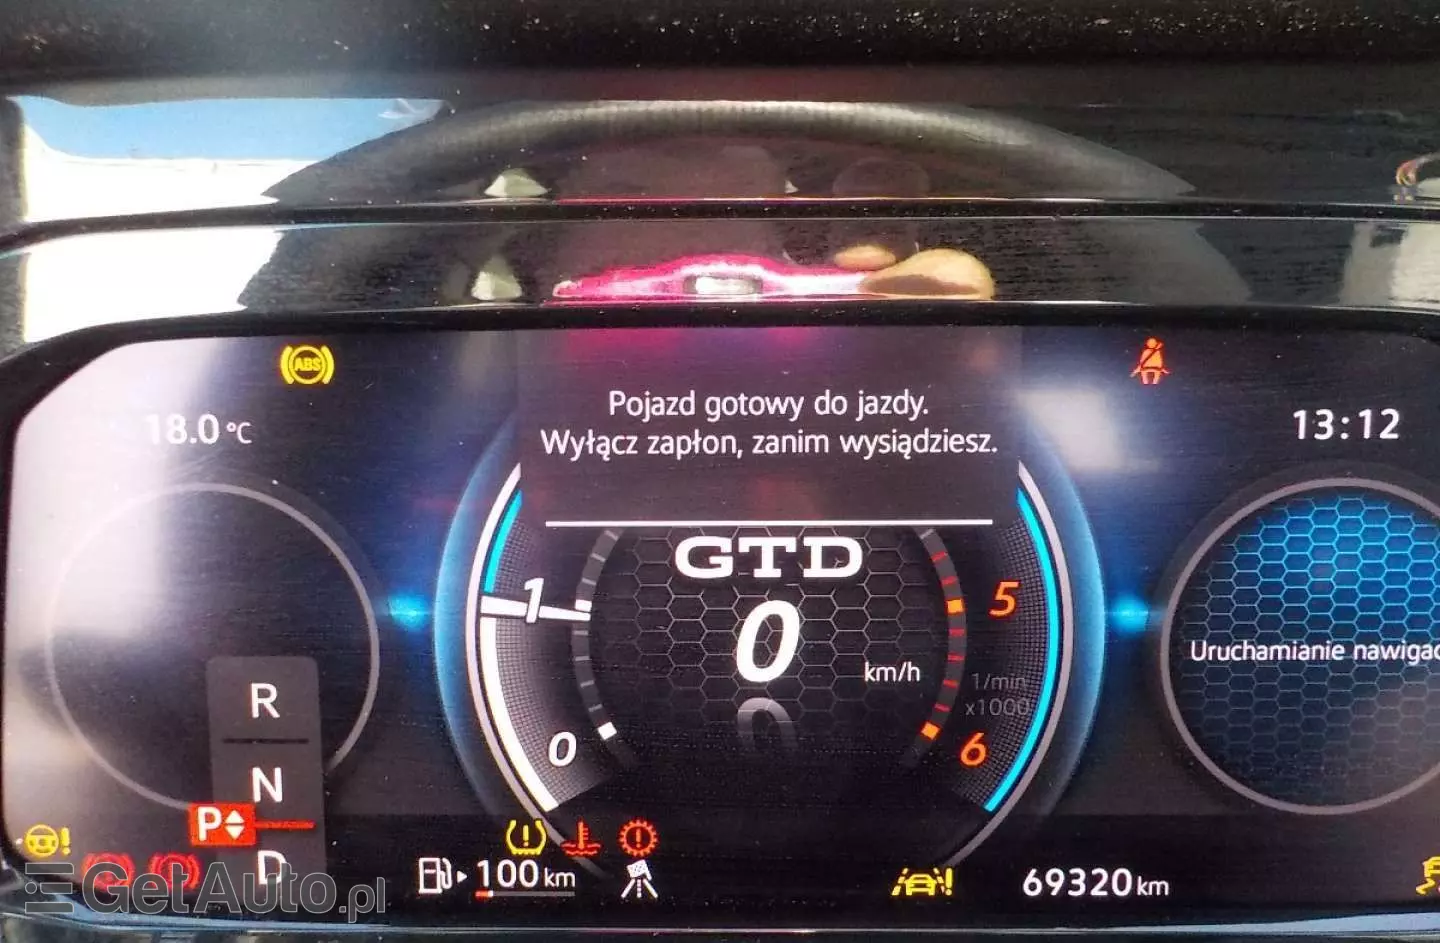 ABS
18.0 °C
Pojazd gotowy do jazdy.
Wyłącz zapłon, zanim wysiądziesz.
13:12
GTD
1
0
km/h
5
1/min
x1000
0
6
Uruchamianie nawigac
R
N
P
D
100 km
69320 km
GetAuto.pl